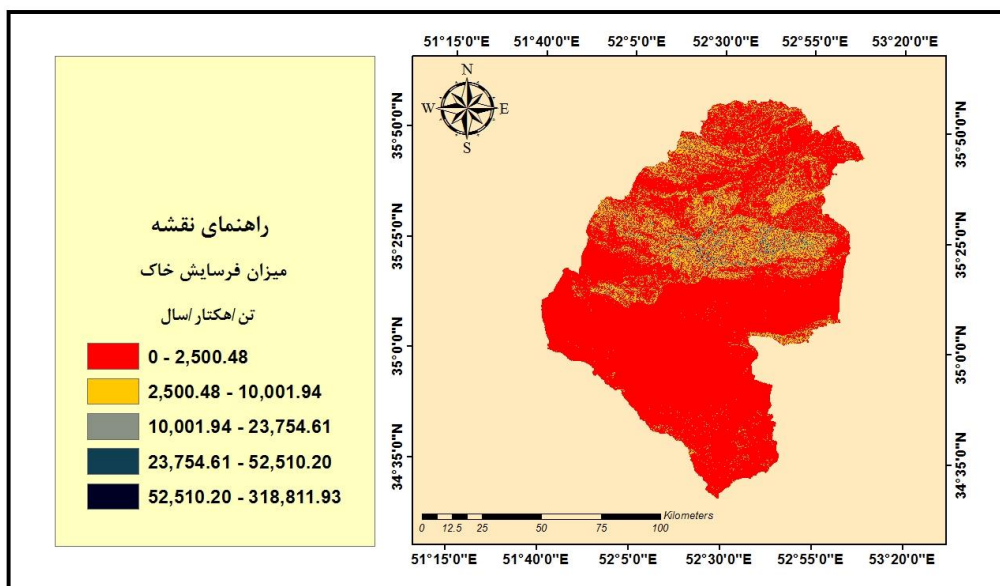 راهنمای نقشه
میزان فرسایش خاک
تن/هکتار/سال
0 - 2,500.48
2,500.48 - 10,001.94
10,001.94 - 23,754.61
23,754.61 - 52,510.20
52,510.20 - 318,811.93
51°15'0"E 51°40'0"E 52°5'0"E 52°30'0"E 52°55'0"E 53°20'0"E
N
W E
S
35°50'0"N 35°50'0"N
35°25'0"N 35°25'0"N
35°0'0"N 35°0'0"N
34°35'0"N 34°35'0"N
Kilometers
0 12.5 25 50 75 100
51°15'0"E 51°40'0"E 52°5'0"E 52°30'0"E 52°55'0"E 53°20'0"E